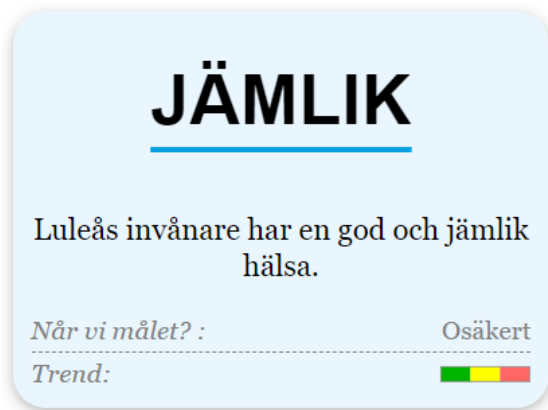 JÄMLIK
Luleås invånare har en god och jämlik
hälsa.
Når vi målet? : Osäkert
Trend: